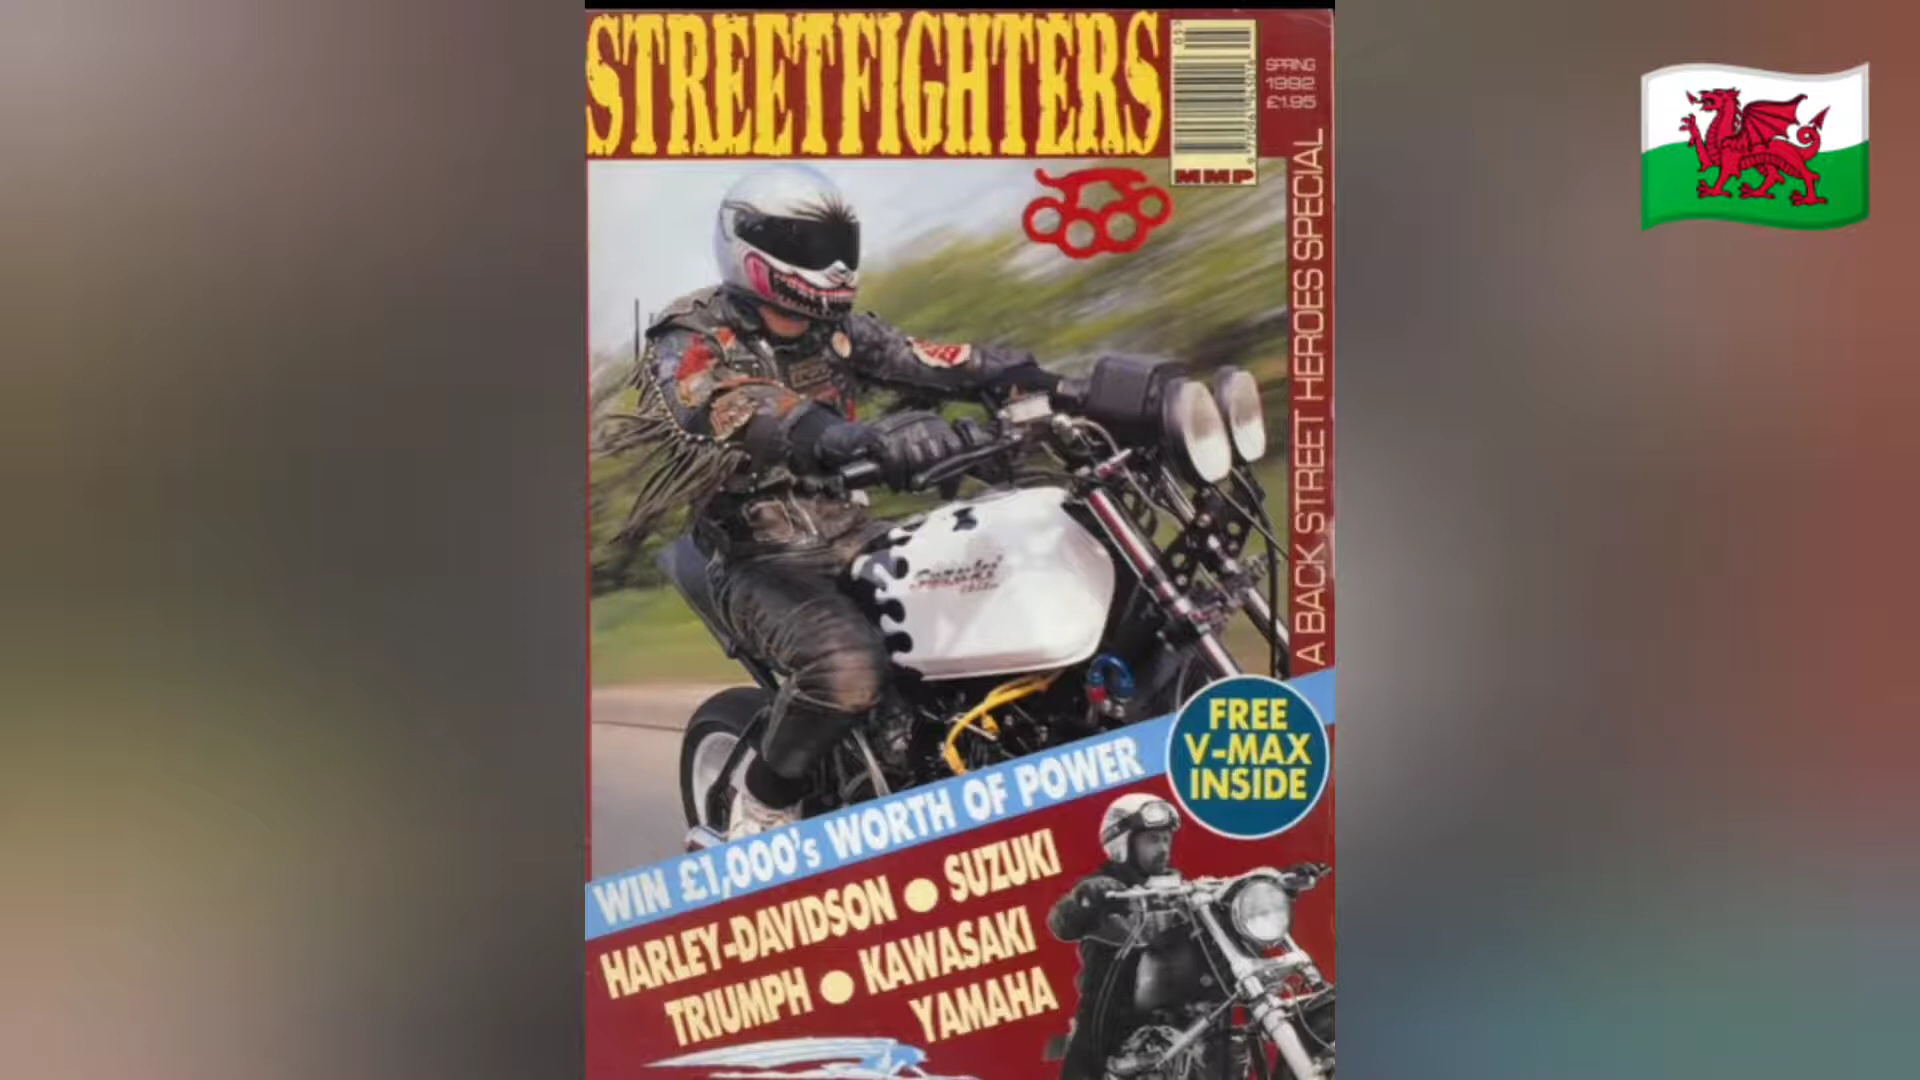 STREETFIGHTERS
SPRING
1992
£1.95
MMP
A BACK STREET HEROES SPECIAL
FREE
V-MAX
INSIDE
WIN £1,000's WORTH OF POWER
HARLEY-DAVIDSON ● SUZUKI
TRIUMPH ● KAWASAKI
YAMAHA